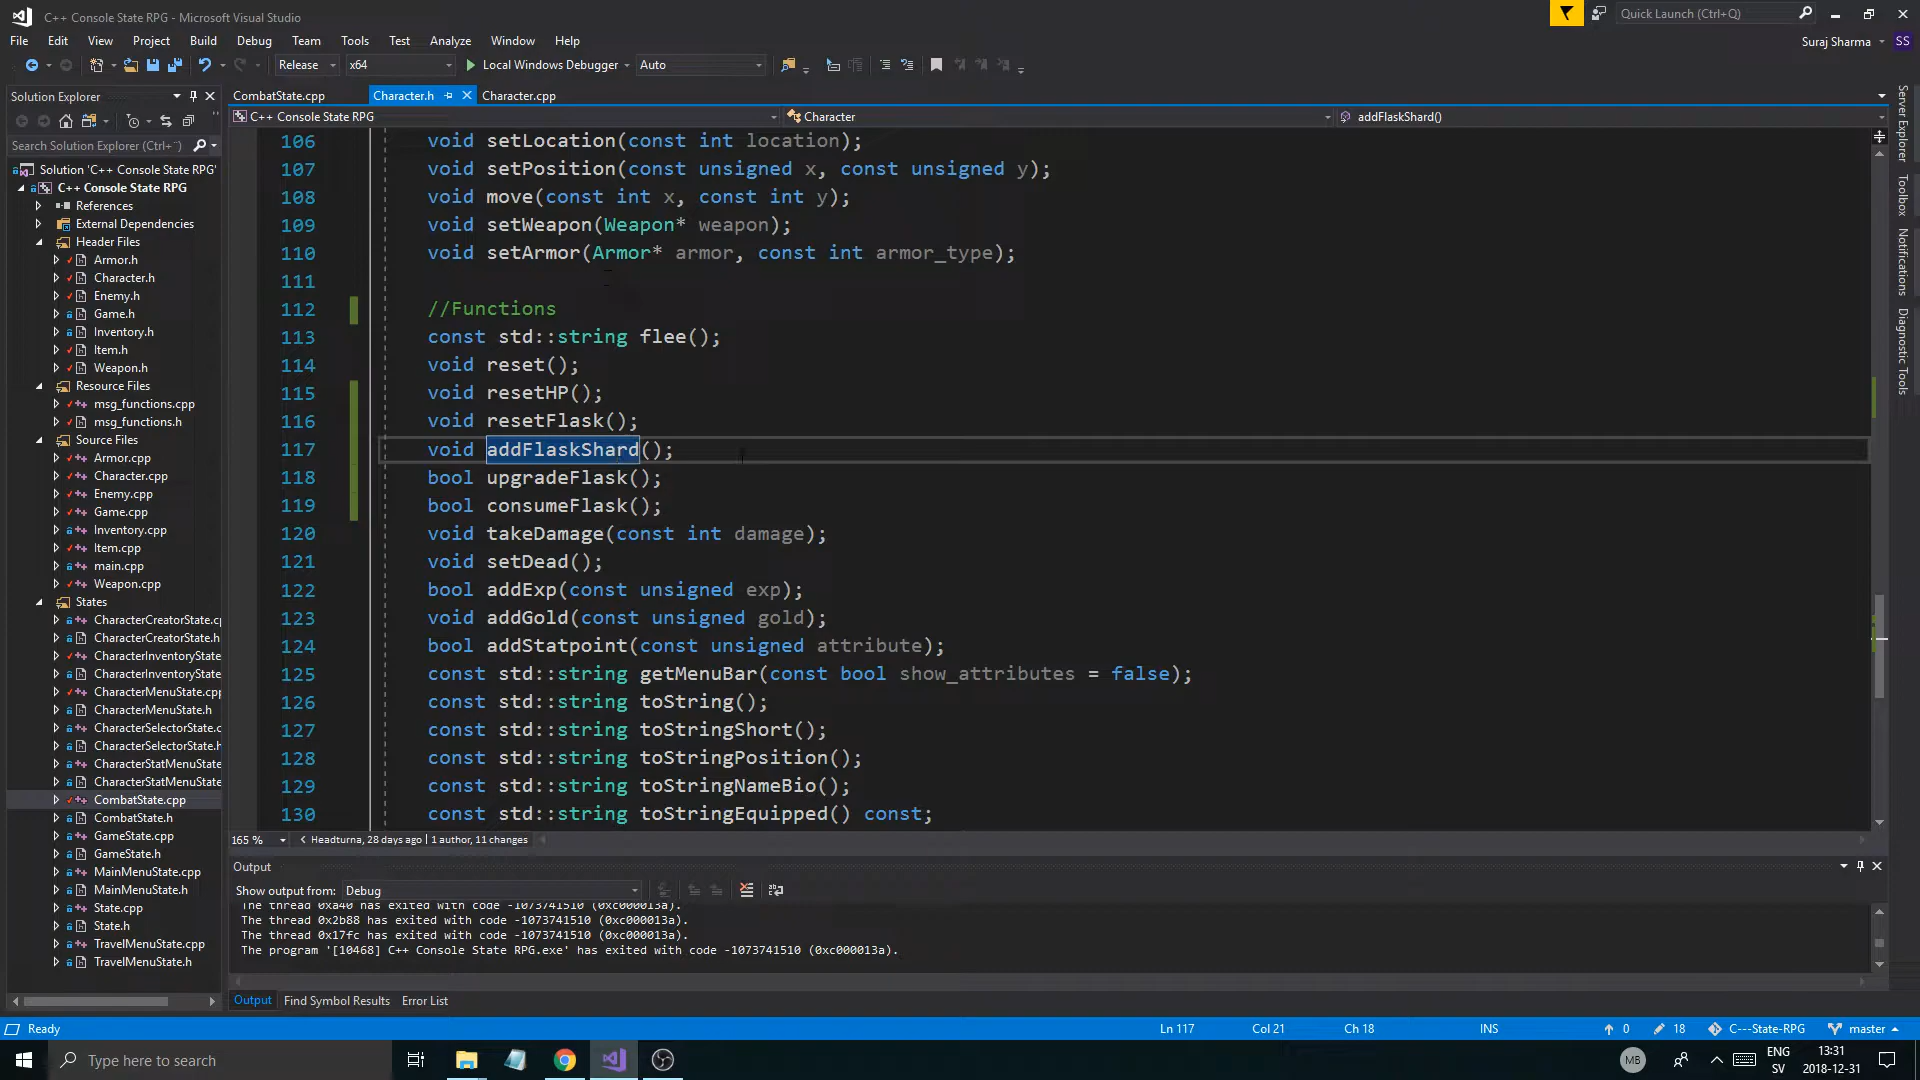 C++ Console State RPG - Microsoft Visual Studio
Quick Launch (Ctrl+Q)
File Edit View Project Build Debug Team Tools Test Analyze Window Help
Suraj Sharma SS
Release x64 Local Windows Debugger Auto
Solution Explorer
Search Solution Explorer (Ctrl+¨)
Solution 'C++ Console State RPG'
C++ Console State RPG
References
External Dependencies
Header Files
Armor.h
Character.h
Enemy.h
Game.h
Inventory.h
Item.h
Weapon.h
Resource Files
msg_functions.cpp
msg_functions.h
Source Files
Armor.cpp
Character.cpp
Enemy.cpp
Game.cpp
Inventory.cpp
Item.cpp
main.cpp
Weapon.cpp
States
CharacterCreatorState.c
CharacterCreatorState.h
CharacterInventoryState
CharacterInventoryState
CharacterMenuState.cpp
CharacterMenuState.h
CharacterSelectorState.c
CharacterSelectorState.h
CharacterStatMenuState
CharacterStatMenuState
CombatState.cpp
CombatState.h
GameState.cpp
GameState.h
MainMenuState.cpp
MainMenuState.h
State.cpp
State.h
TravelMenuState.cpp
TravelMenuState.h
CombatState.cpp Character.h Character.cpp
C++ Console State RPG Character addFlaskShard()
106 void setLocation(const int location);
107 void setPosition(const unsigned x, const unsigned y);
108 void move(const int x, const int y);
109 void setWeapon(Weapon* weapon);
110 void setArmor(Armor* armor, const int armor_type);
111
112 //Functions
113 const std::string flee();
114 void reset();
115 void resetHP();
116 void resetFlask();
117 void addFlaskShard();
118 bool upgradeFlask();
119 bool consumeFlask();
120 void takeDamage(const int damage);
121 void setDead();
122 bool addExp(const unsigned exp);
123 void addGold(const unsigned gold);
124 bool addStatpoint(const unsigned attribute);
125 const std::string getMenuBar(const bool show_attributes = false);
126 const std::string toString();
127 const std::string toStringShort();
128 const std::string toStringPosition();
129 const std::string toStringNameBio();
130 const std::string toStringEquipped() const;
165 % Headturna, 28 days ago | 1 author, 11 changes
Output
Show output from: Debug
The thread 0xa40 has exited with code -1073741510 (0xc000013a).
The thread 0x2b88 has exited with code -1073741510 (0xc000013a).
The thread 0x17fc has exited with code -1073741510 (0xc000013a).
The program '[10468] C++ Console State RPG.exe' has exited with code -1073741510 (0xc000013a).
Output Find Symbol Results Error List
Server Explorer
Toolbox
Notifications
Diagnostic Tools
Ready Ln 117 Col 21 Ch 18 INS 0 18 C---State-RPG master
Type here to search
MB
ENG
SV
13:31
2018-12-31